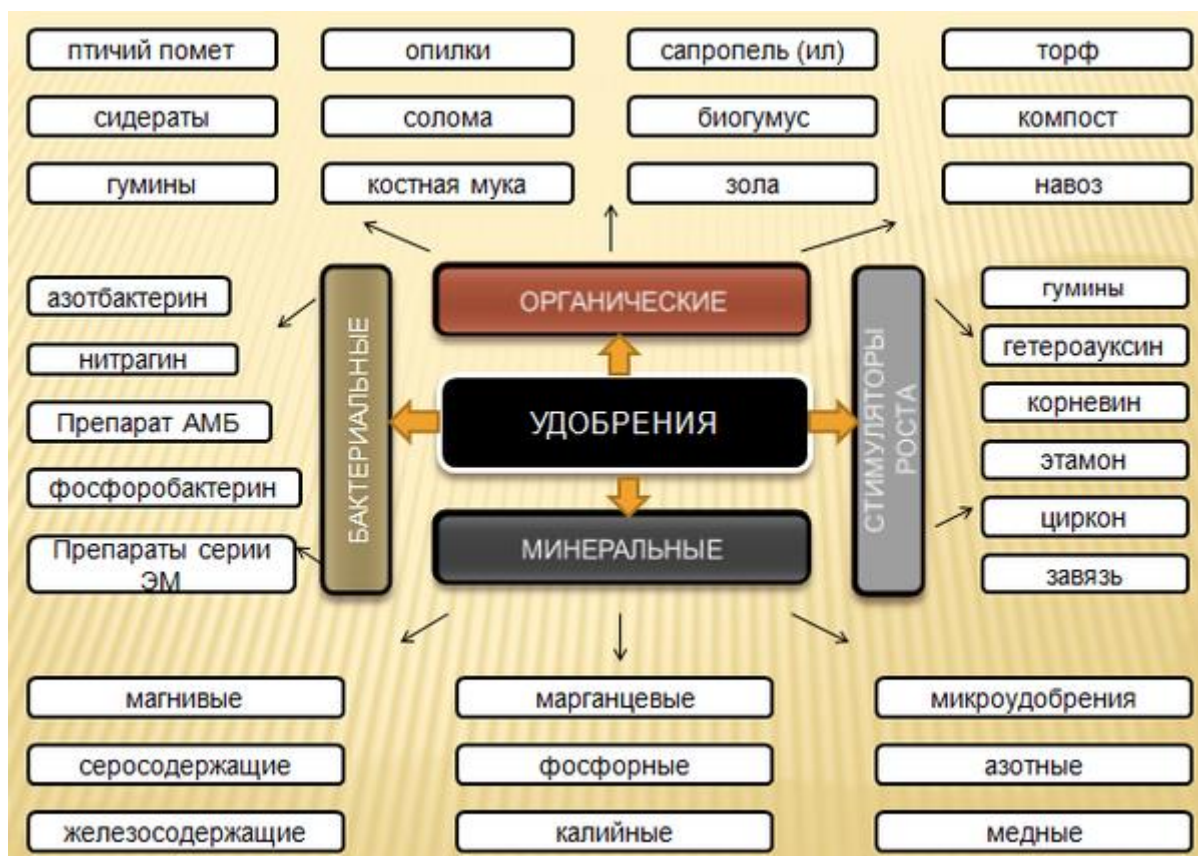 птичий помет
опилки
сапропель (ил)
торф
сидераты
солома
биогумус
компост
гумины
костная мука
зола
навоз
ОРГАНИЧЕСКИЕ
азотбактерин
нитрагин
Препарат АМБ
фосфоробактерин
Препараты серии
ЭМ
БАКТЕРИАЛЬНЫЕ
УДОБРЕНИЯ
СТИМУЛЯТОРЫ
РОСТА
гумины
гетероауксин
корневин
этамон
циркон
завязь
МИНЕРАЛЬНЫЕ
магнивые
марганцевые
микроудобрения
серосодержащие
фосфорные
азотные
железосодержащие
калийные
медные